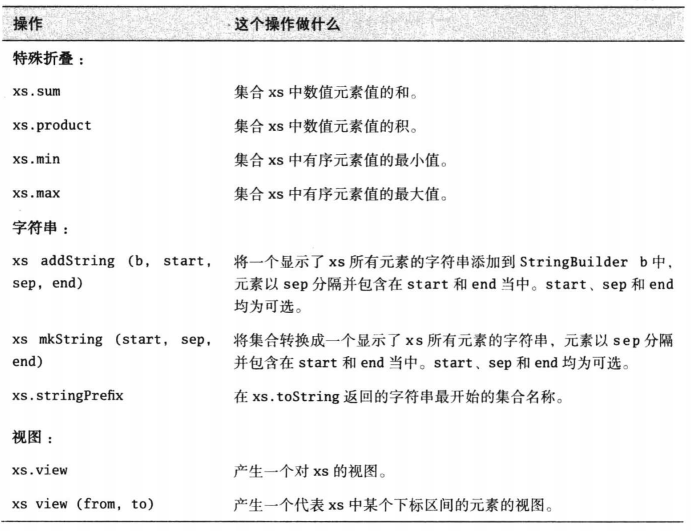 操作 这个操作做什么
特殊折叠：
xs.sum 集合 xs 中数值元素值的和。
xs.product 集合 xs 中数值元素值的积。
xs.min 集合 xs 中有序元素值的最小值。
xs.max 集合 xs 中有序元素值的最大值。
字符串：
xs addString (b, start, 将一个显示了 xs 所有元素的字符串添加到 StringBuilder b 中，
sep, end) 元素以 sep 分隔并包含在 start 和 end 当中。start、sep 和 end
均为可选。
xs mkString (start, sep, 将集合转换成一个显示了 xs 所有元素的字符串，元素以 sep 分隔
end) 并包含在 start 和 end 当中。start、sep 和 end 均为可选。
xs.stringPrefix 在 xs.toString 返回的字符串最开始的集合名称。
视图：
xs.view 产生一个对 xs 的视图。
xs view (from, to) 产生一个代表 xs 中某个下标区间的元素的视图。